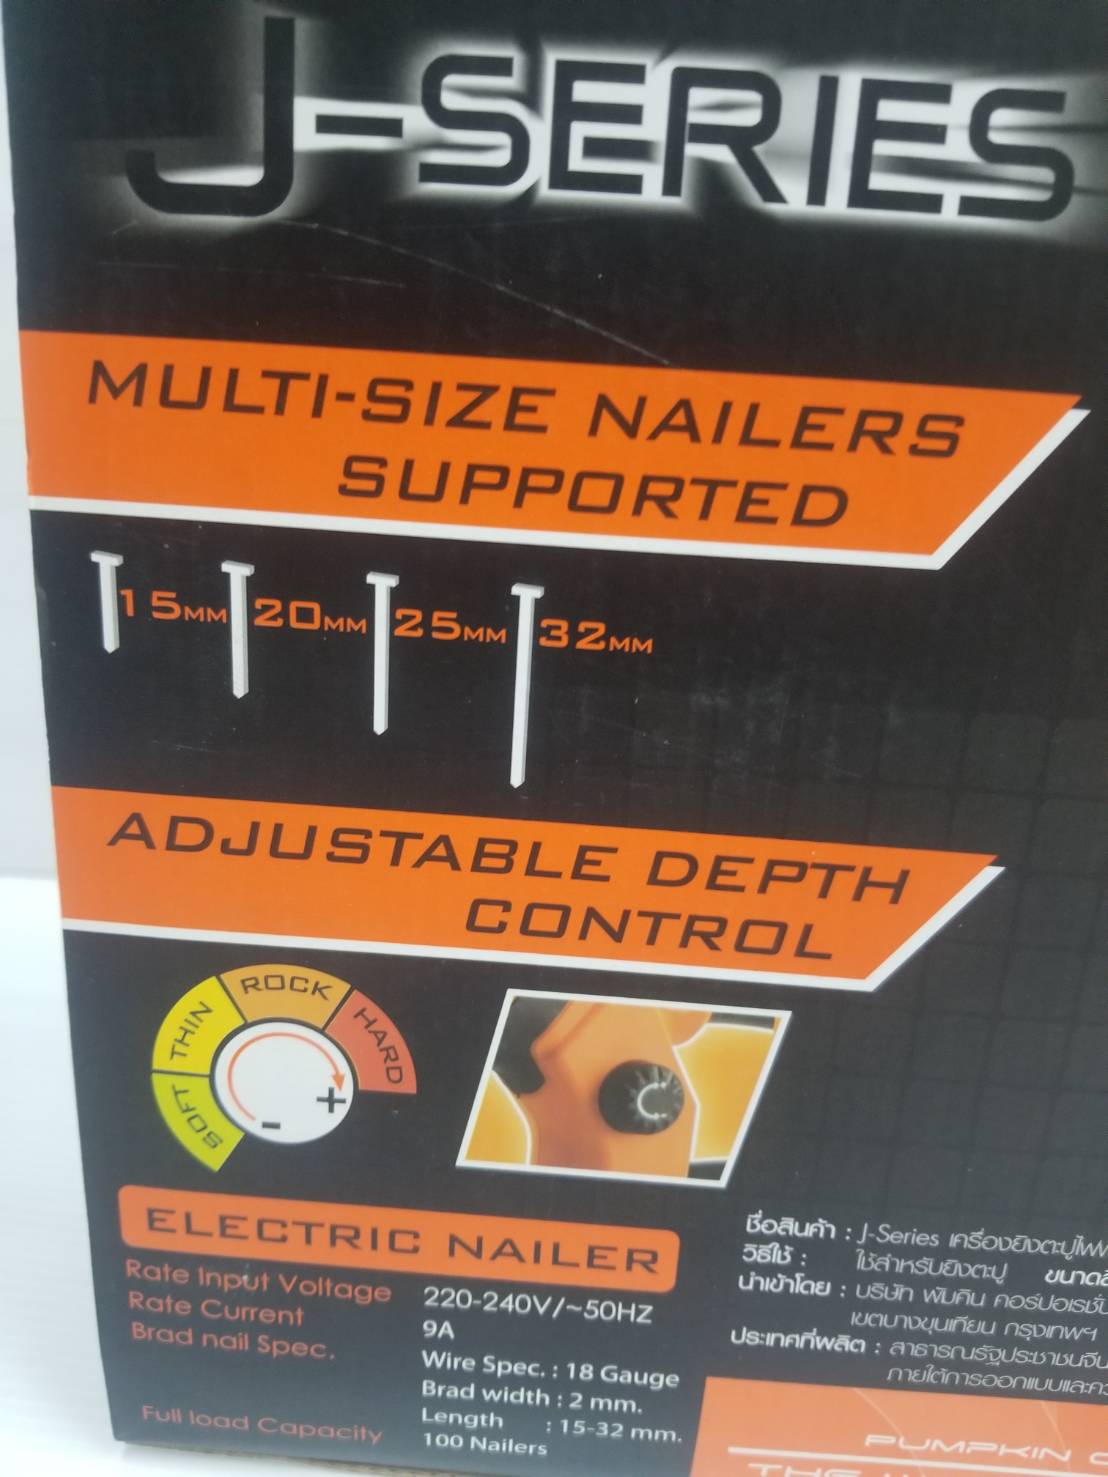 J-SERIES
MULTI-SIZE NAILERS
SUPPORTED
15MM 20MM 25MM 32MM
ADJUSTABLE DEPTH
CONTROL
SOFT THIN ROCK HARD
- +
ELECTRIC NAILER
Rate Input Voltage 220-240V/~50HZ
Rate Current 9A
Brad nail Spec. Wire Spec. : 18 Gauge
Brad width : 2 mm.
Length : 15-32 mm.
Full load Capacity 100 Nailers
ชื่อสินค้า : J-Series เครื่องยิงตะปูไฟฟ
วิธีใช้ : ใช้สำหรับยิงตะปู
นำเข้าโดย : บริษัท พัมคิน คอร์ปอเรชั่น
เขตบางขุนเทียน กรุงเทพฯ
ประเทศที่ผลิต : สาธารณรัฐประชาชนจีน
ภายใต้การออกแบบและ
PUMPKIN